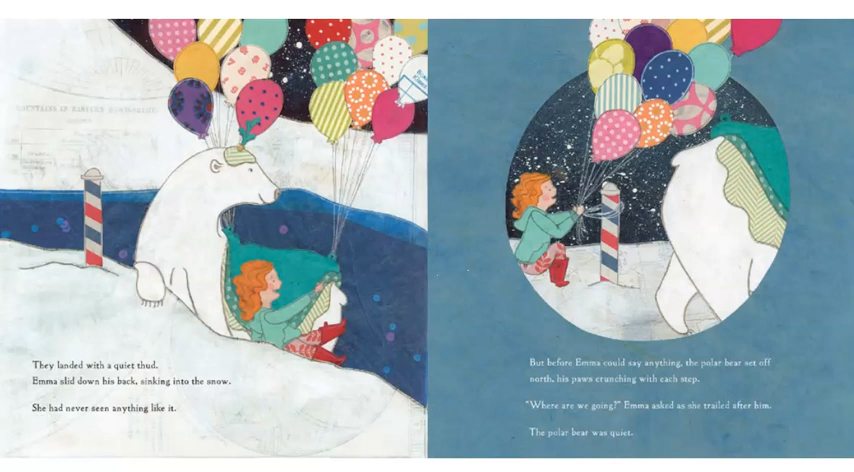 They landed with a quiet thud.
Emma slid down his back, sinking into the snow.
She had never seen anything like it.
But before Emma could say anything, the polar bear set off
north, his paws crunching with each step.
"Where are we going?" Emma asked as she trailed after him.
The polar bear was quiet.